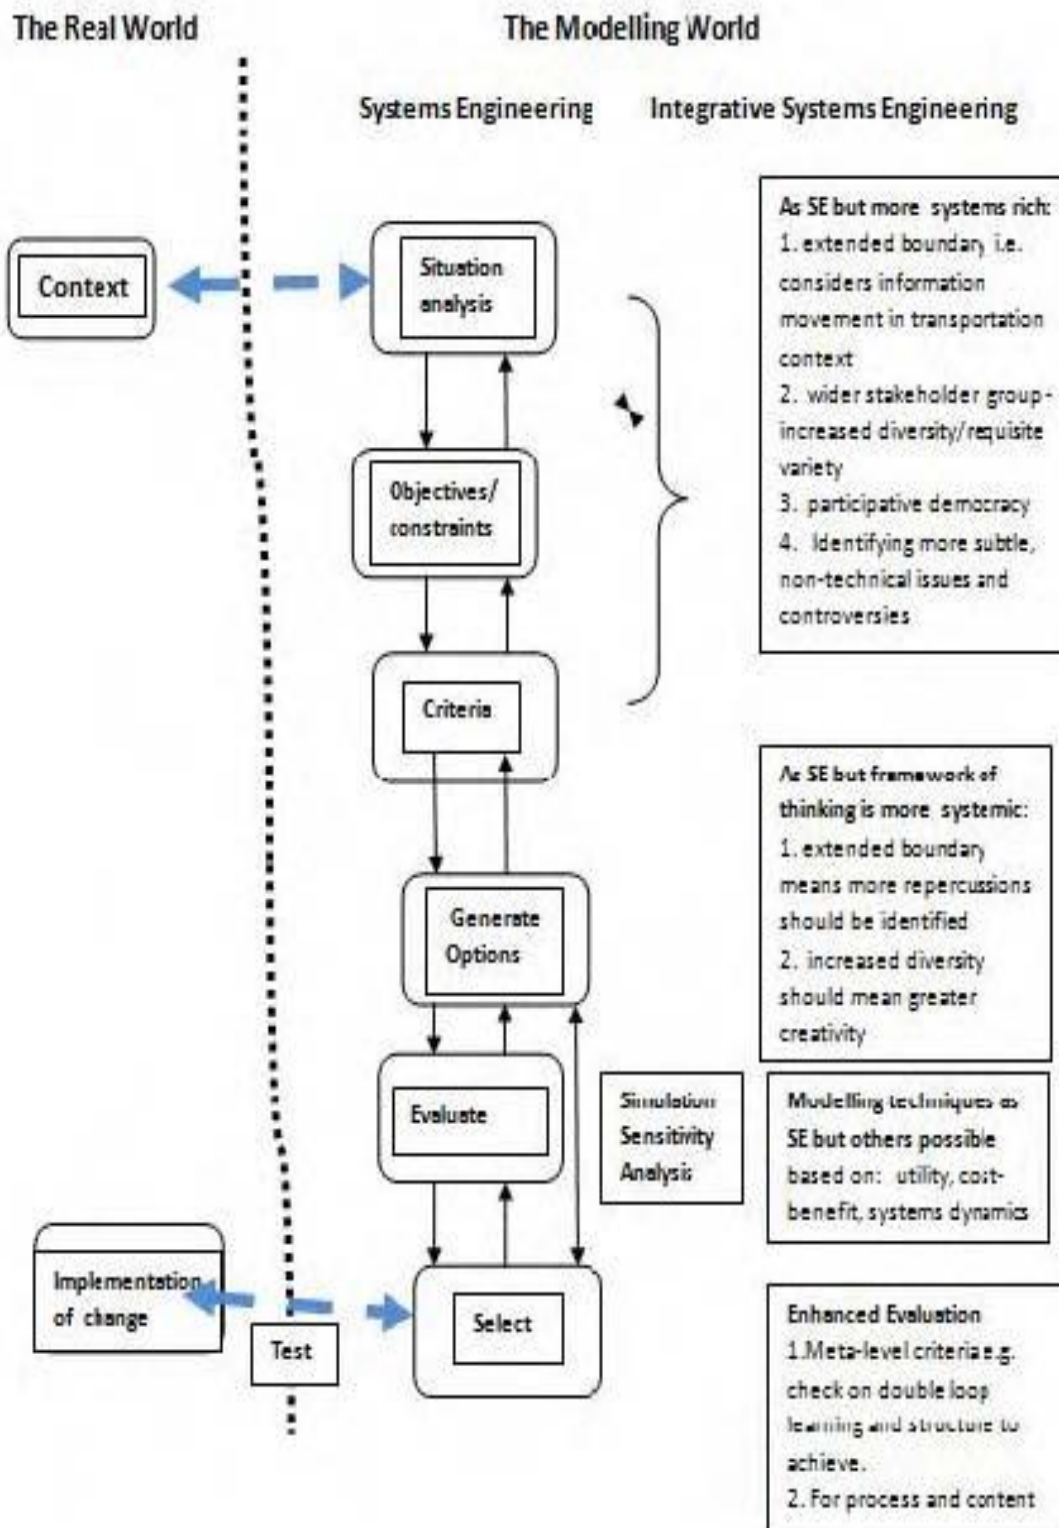 The Real World
The Modelling World
Systems Engineering
Integrative Systems Engineering
Context
Situation
analysis
Objectives/
constraints
Criteria
Generate
Options
Evaluate
Select
Simulation
Sensitivity
Analysis
Implementation
of change
Test
As SE but more systems rich:
1. extended boundary i.e.
considers information
movement in transportation
context
2. wider stakeholder group -
increased diversity/requisite
variety
3. participative democracy
4. Identifying more subtle,
non-technical issues and
controversies
As SE but framework of
thinking is more systemic:
1. extended boundary
means more repercussions
should be identified
2. increased diversity
should mean greater
creativity
Modelling techniques as
SE but others possible
based on: utility, cost-
benefit, systems dynamics
Enhanced Evaluation
1.Meta-level criteria e.g.
check on double loop
learning and structure to
achieve.
2. For process and content